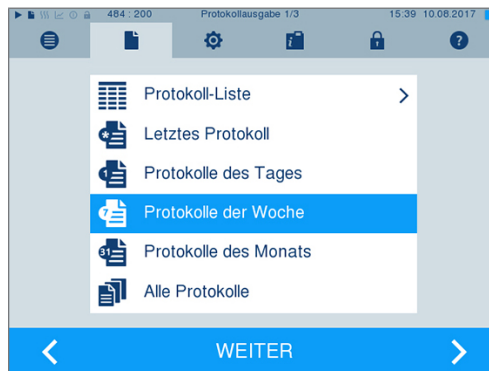 484 : 200 Protokollausgabe 1/3 15:39 10.08.2017
Protokoll-Liste
Letztes Protokoll
Protokolle des Tages
Protokolle der Woche
Protokolle des Monats
Alle Protokolle
WEITER